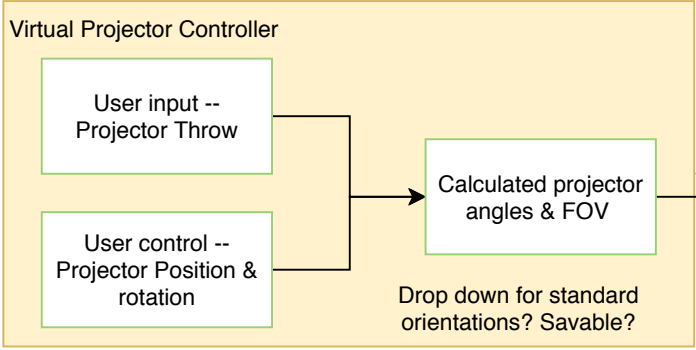 Virtual Projector Controller
User input --
Projector Throw
User control --
Projector Position &
rotation
Calculated projector
angles & FOV
Drop down for standard
orientations? Savable?